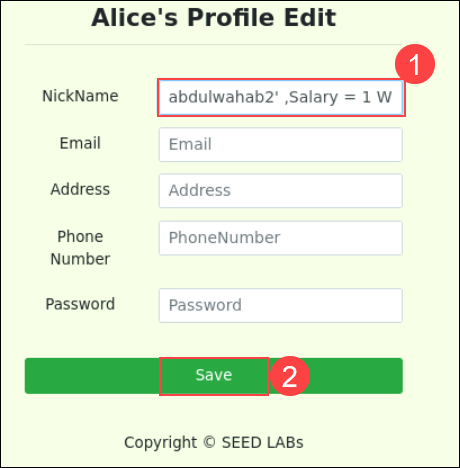 Alice's Profile Edit
1
NickName abdulwahab2' ,Salary = 1 W
Email Email
Address Address
Phone Number PhoneNumber
Password Password
Save 2
Copyright © SEED LABs